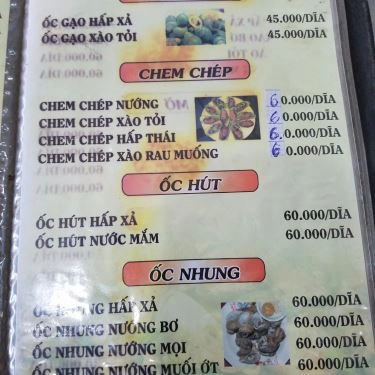 ỐC GẠO HẤP XẢ 45.000/DĨA
ỐC GẠO XÀO TỎI 45.000/DĨA
CHEM CHÉP
CHEM CHÉP NƯỚNG 60.000/DĨA
CHEM CHÉP XÀO TỎI 60.000/DĨA
CHEM CHÉP HẤP THÁI 60.000/DĨA
CHEM CHÉP XÀO RAU MUỐNG 60.000/DĨA
ỐC HÚT
ỐC HÚT HẤP XẢ 60.000/DĨA
ỐC HÚT NƯỚC MẮM 60.000/DĨA
ỐC NHUNG
ỐC NHUNG HẤP XẢ 60.000/DĨA
ỐC NHUNG NƯỚNG BƠ 60.000/DĨA
ỐC NHUNG NƯỚNG MỌI 60.000/DĨA
ỐC NHUNG NƯỚNG MUỐI ỚT 60.000/DĨA